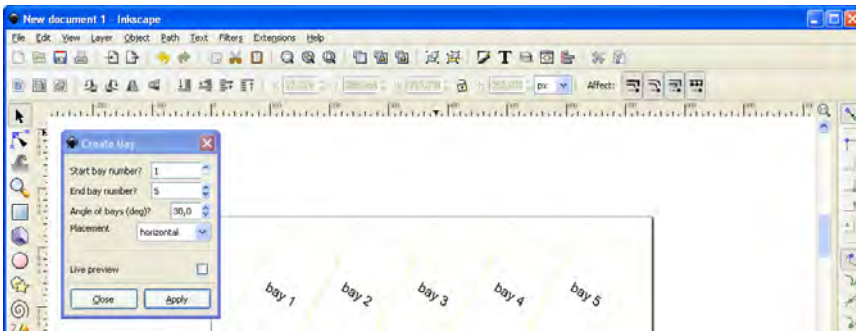 New document 1 - Inkscape
File Edit View Layer Object Path Text Filters Extensions Help
px Affect:
Create Bay
Start bay number? 1
End bay number? 5
Angle of bays (deg)? 30,0
Placement horizontal
Live preview
Close Apply
bay 1 bay 2 bay 3 bay 4 bay 5